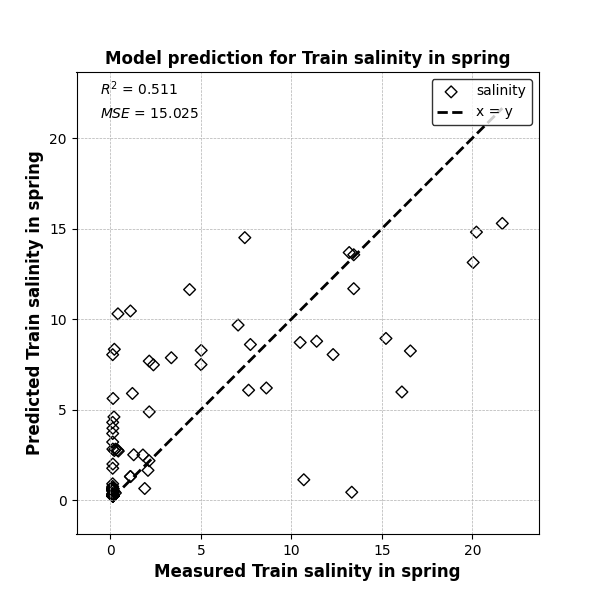 Model prediction for Train salinity in spring
R² = 0.511
MSE = 15.025
salinity
x = y
Predicted Train salinity in spring
20
15
10
5
0
0 5 10 15 20
Measured Train salinity in spring